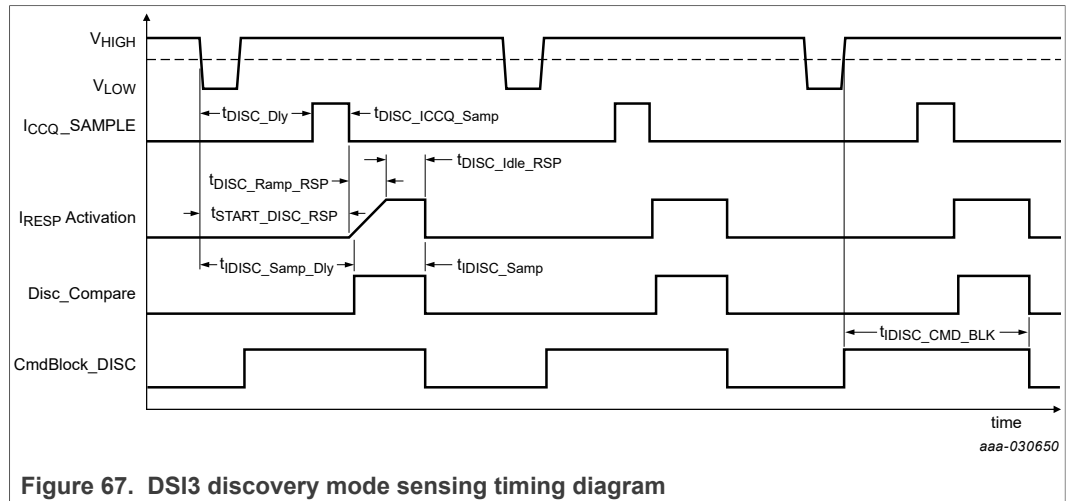 VHIGH
VLOW
ICCQ_SAMPLE
tDISC_Dly
tDISC_ICCQ_Samp
tDISC_Idle_RSP
tDISC_Ramp_RSP
IRESP Activation
tSTART_DISC_RSP
tIDISC_Samp_Dly
tIDISC_Samp
Disc_Compare
tIDISC_CMD_BLK
CmdBlock_DISC
time
aaa-030650
Figure 67. DSI3 discovery mode sensing timing diagram